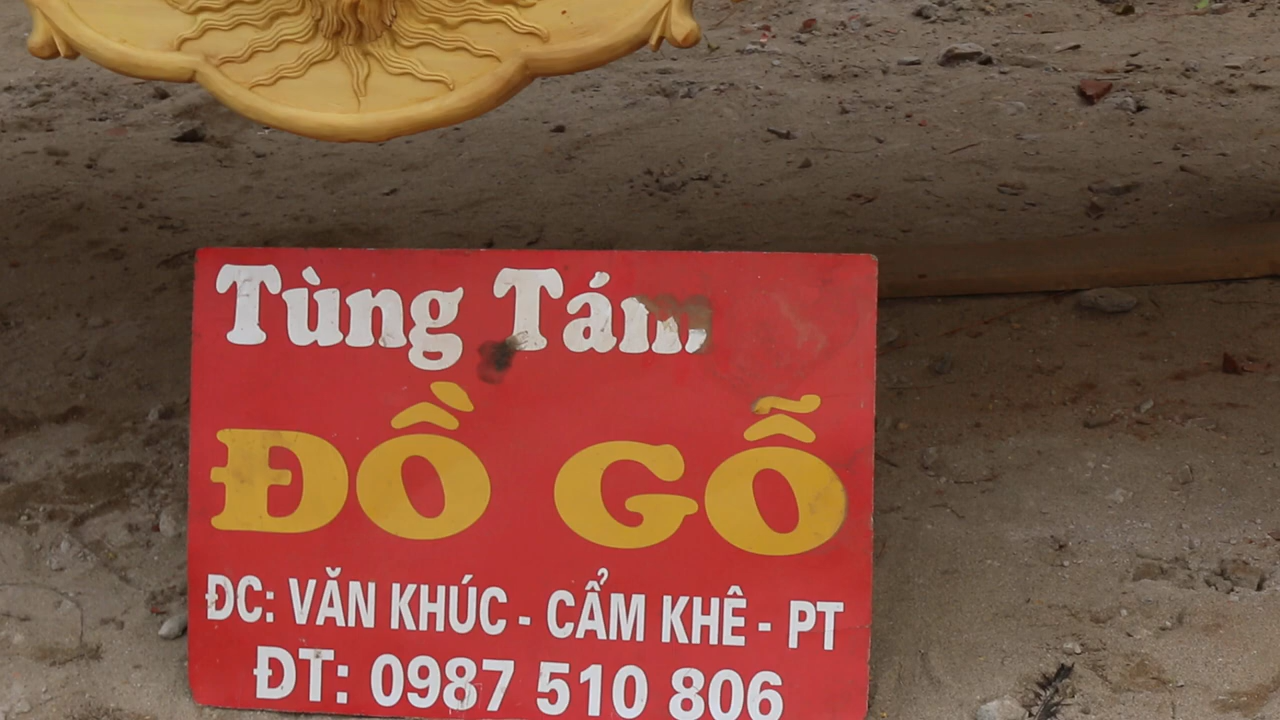 Tùng Tám
ĐỒ GỖ
ĐC: VĂN KHÚC - CẨM KHÊ - PT
ĐT: 0987 510 806